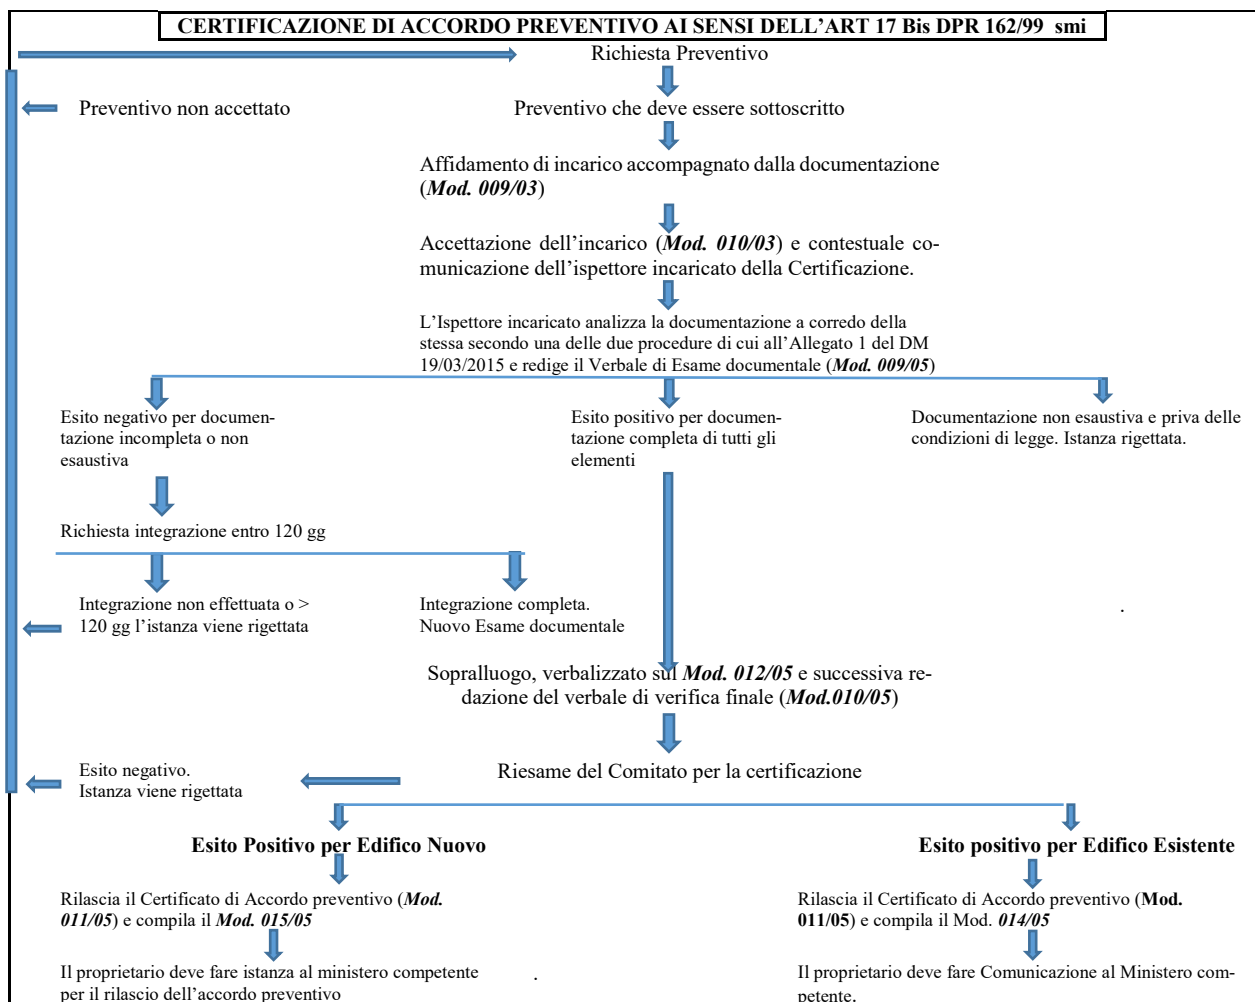 CERTIFICAZIONE DI ACCORDO PREVENTIVO AI SENSI DELL'ART 17 Bis DPR 162/99 smi
Richiesta Preventivo
Preventivo non accettato
Preventivo che deve essere sottoscritto
Affidamento di incarico accompagnato dalla documentazione
(Mod. 009/03)
Accettazione dell'incarico (Mod. 010/03) e contestuale co-
municazione dell'ispettore incaricato della Certificazione.
L'Ispettore incaricato analizza la documentazione a corredo della
stessa secondo una delle due procedure di cui all'Allegato 1 del DM
19/03/2015 e redige il Verbale di Esame documentale (Mod. 009/05)
Esito negativo per documen-
tazione incompleta o non
esaustiva
Esito positivo per documen-
tazione completa di tutti gli
elementi
Documentazione non esaustiva e priva delle
condizioni di legge. Istanza rigettata.
Richiesta integrazione entro 120 gg
Integrazione non effettuata o >
120 gg l'istanza viene rigettata
Integrazione completa.
Nuovo Esame documentale
.
Sopralluogo, verbalizzato sul Mod. 012/05 e successiva re-
dazione del verbale di verifica finale (Mod.010/05)
Esito negativo.
Istanza viene rigettata
Riesame del Comitato per la certificazione
Esito Positivo per Edifico Nuovo
Esito positivo per Edifico Esistente
Rilascia il Certificato di Accordo preventivo (Mod.
011/05) e compila il Mod. 015/05
Rilascia il Certificato di Accordo preventivo (Mod.
011/05) e compila il Mod. 014/05
Il proprietario deve fare istanza al ministero competente
per il rilascio dell'accordo preventivo
.
Il proprietario deve fare Comunicazione al Ministero com-
petente.